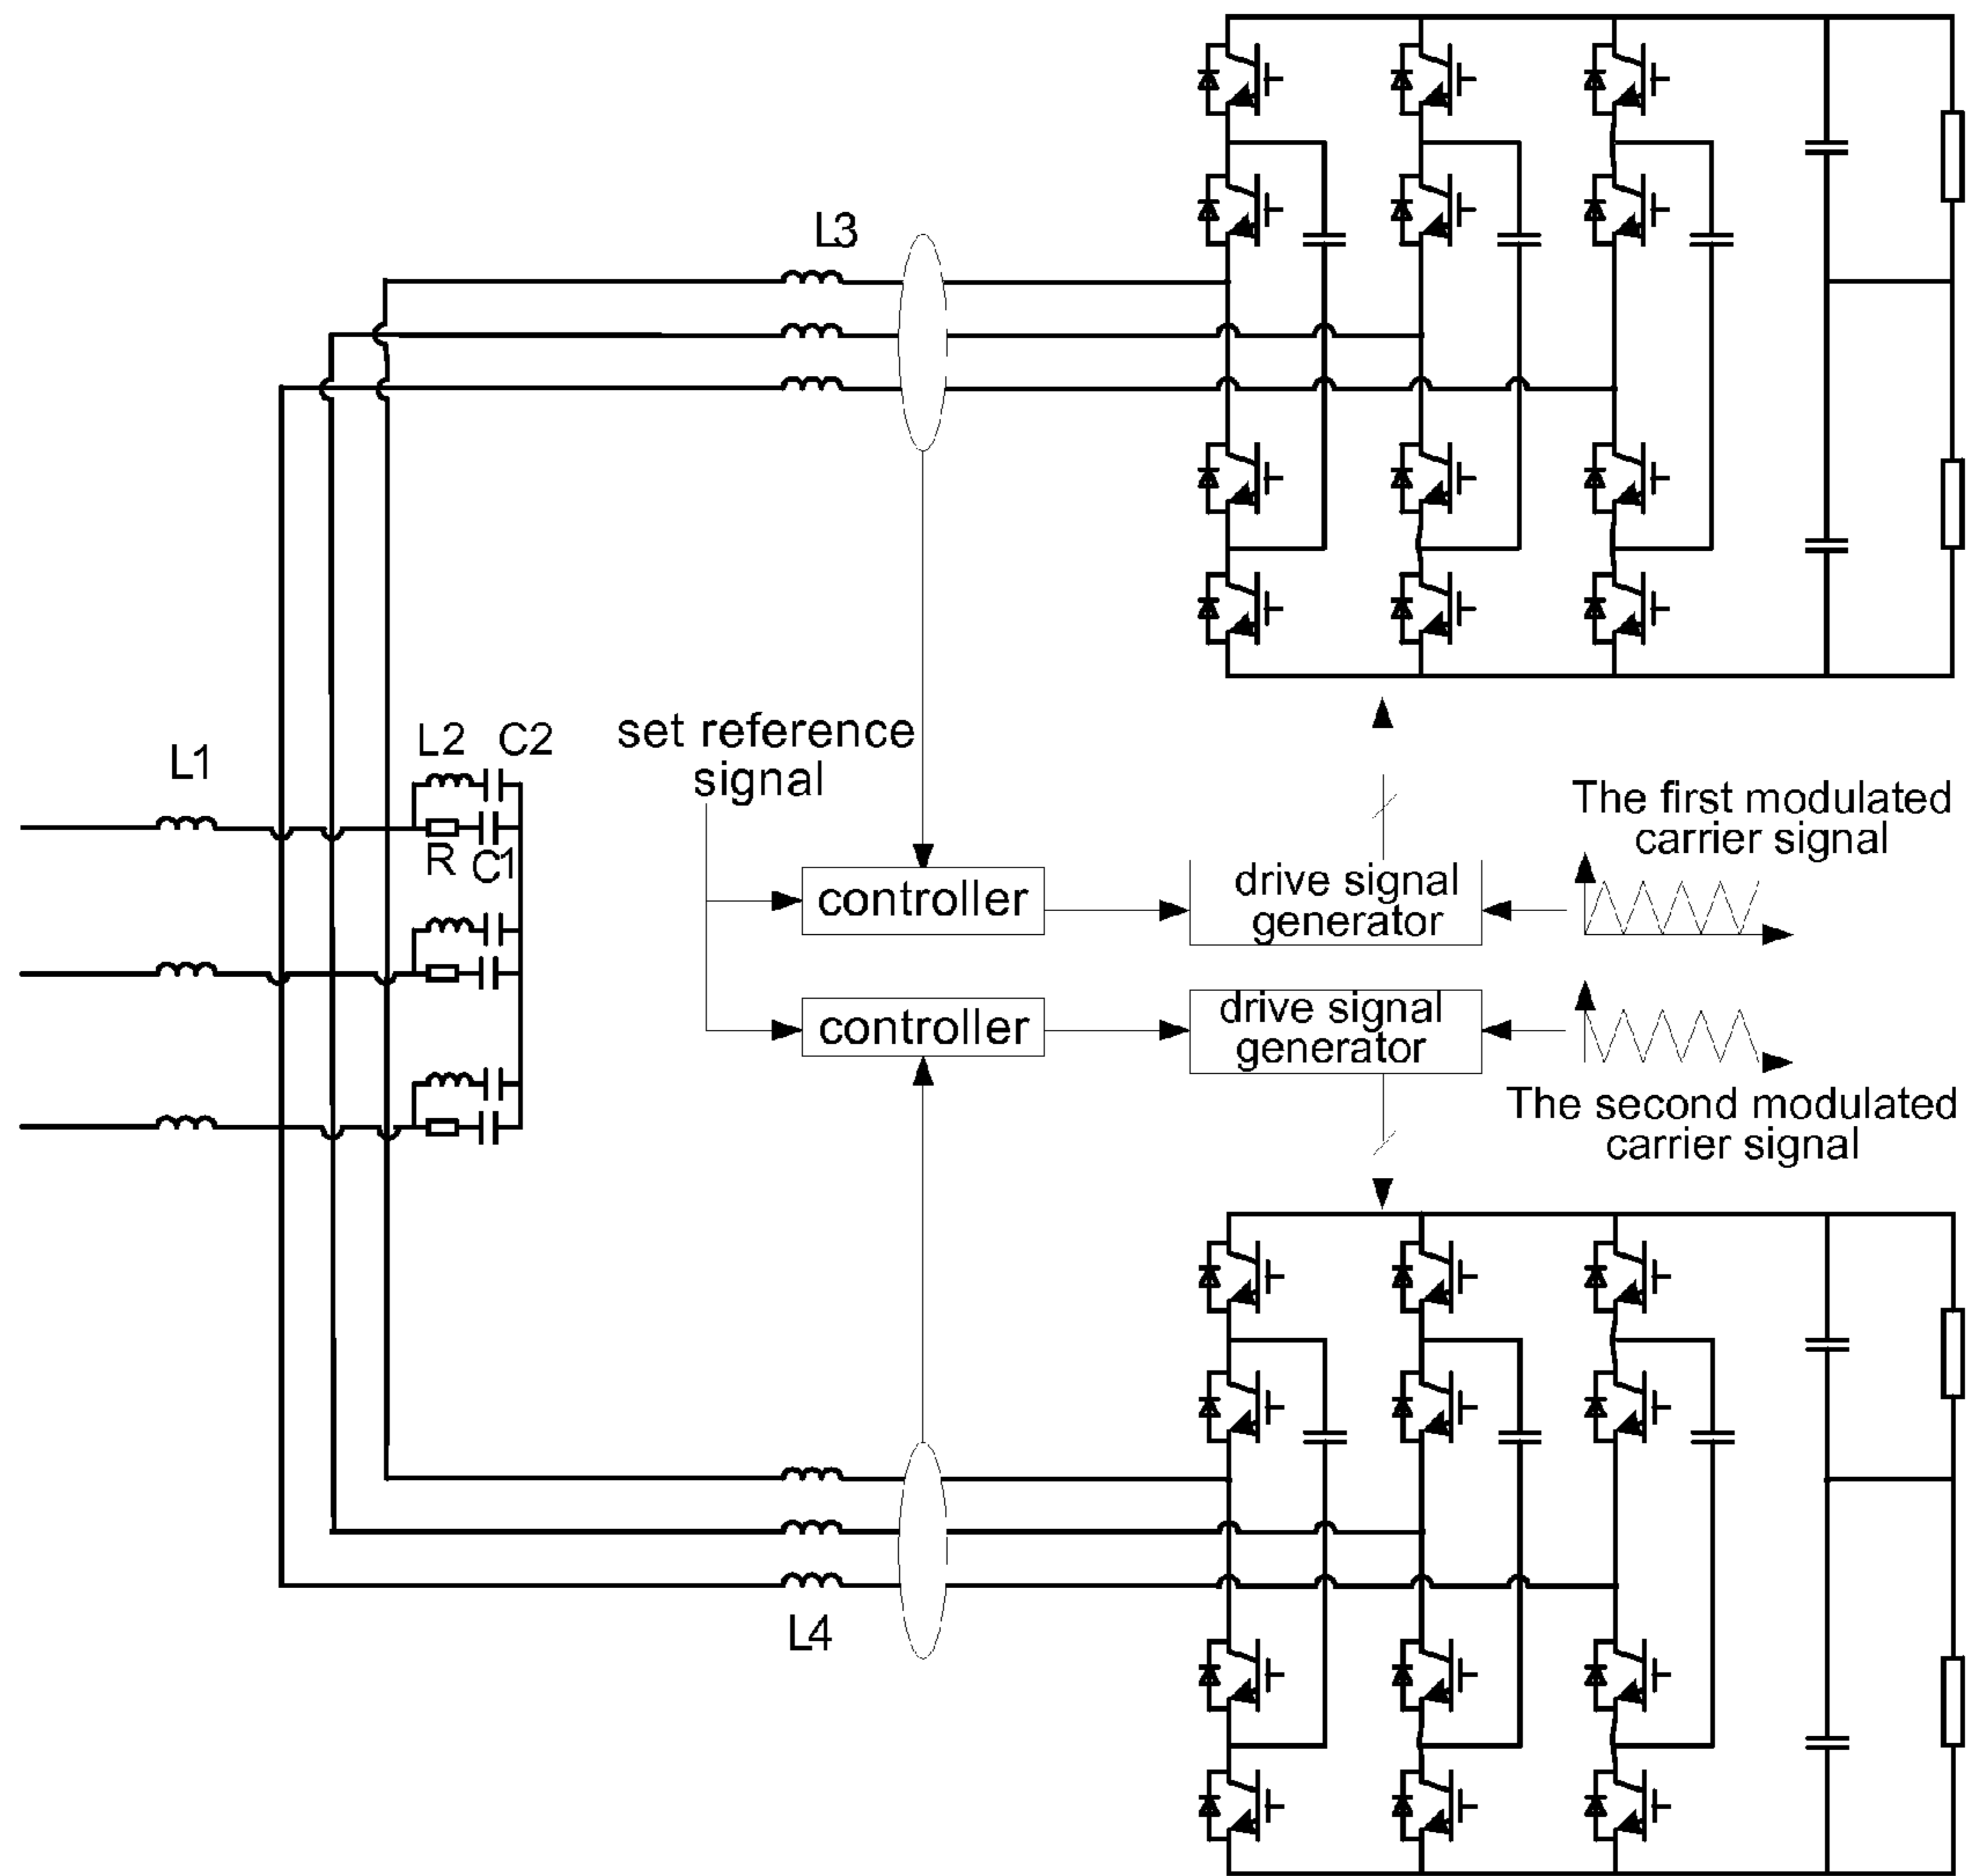 L3
set reference
signal
L1
L2
C2
R
C1
controller
drive signal
generator
The first modulated
carrier signal
controller
drive signal
generator
The second modulated
carrier signal
L4